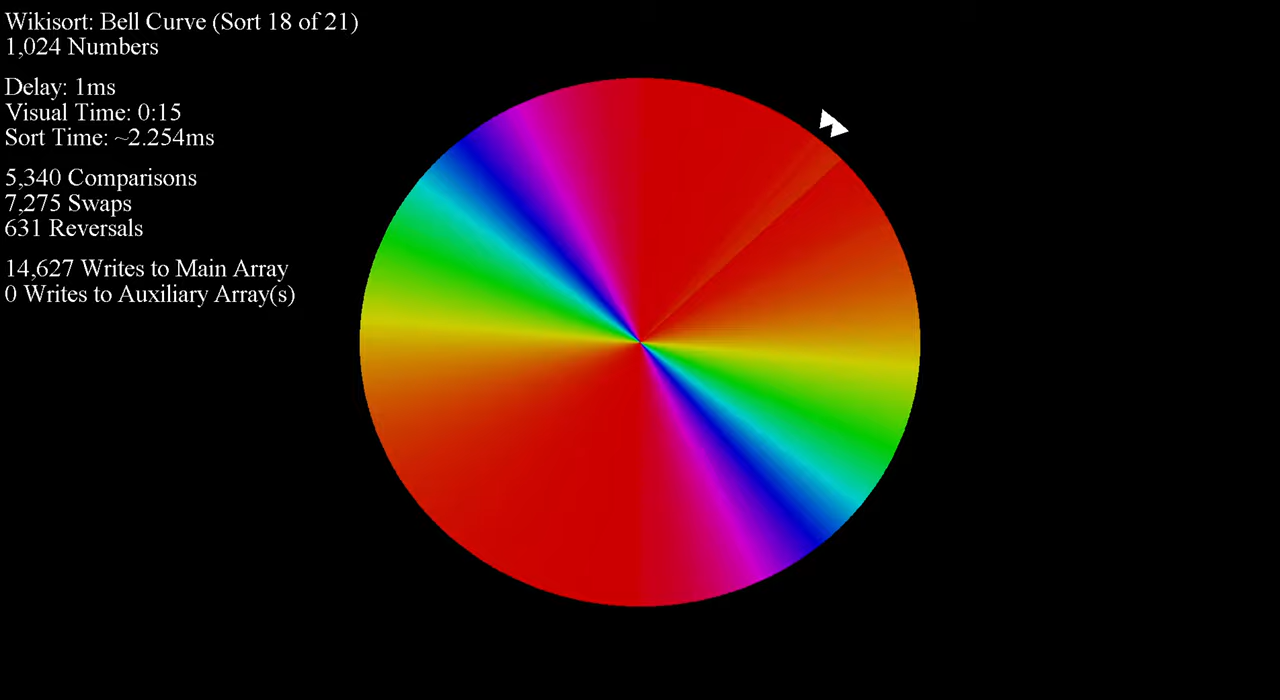 Wikisort: Bell Curve (Sort 18 of 21)
1,024 Numbers
Delay: 1ms
Visual Time: 0:15
Sort Time: ~2.254ms
5,340 Comparisons
7,275 Swaps
631 Reversals
14,627 Writes to Main Array
0 Writes to Auxiliary Array(s)